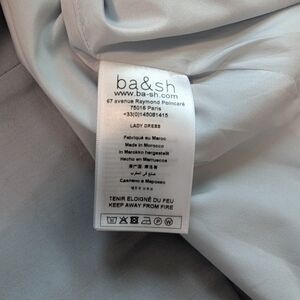 ba&sh
www.ba-sh.com
67 avenue Raymond Poincaré
75016 Paris
+33(0)145081415
LADY DRESS
Fabriqué au Maroc
Made in Morocco
in Marokko hergestellt
Hecho en Marruecos
صنع في المغرب
TENIR ELOIGNÉ DU FEU
KEEP AWAY FROM FIRE